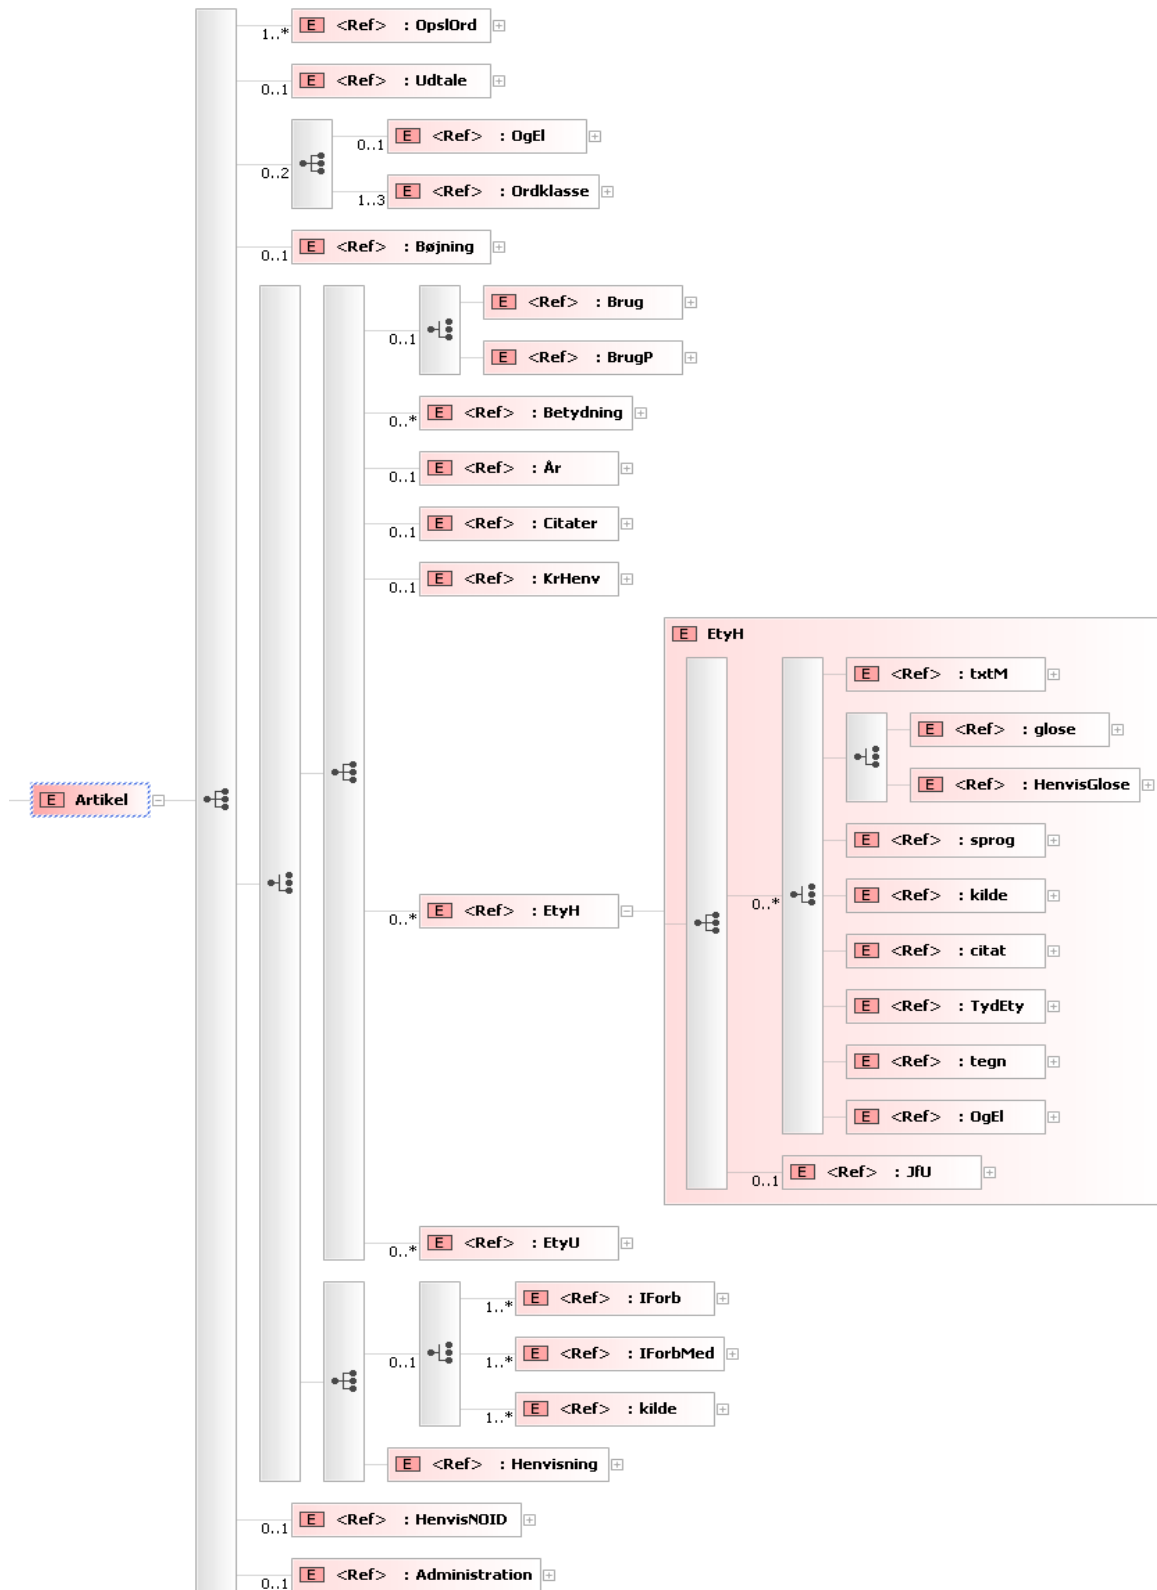 E <Ref> : OpslOrd
1..*
E <Ref> : Udtale
0..1
E <Ref> : OgEl
0..1
0..2
E <Ref> : Ordklasse
1..3
E <Ref> : Bøjning
0..1
E <Ref> : Brug
0..1
E <Ref> : BrugP
E <Ref> : Betydning
0..*
E <Ref> : År
0..1
E <Ref> : Citater
0..1
E <Ref> : KrHenv
0..1
E EtyH
E <Ref> : txtM
E <Ref> : glose
E <Ref> : HenvisGlose
E Artikel
E <Ref> : sprog
E <Ref> : kilde
0..*
E <Ref> : EtyH
0..*
E <Ref> : citat
E <Ref> : TydEty
E <Ref> : tegn
E <Ref> : OgEl
E <Ref> : JfU
0..1
E <Ref> : EtyU
0..*
E <Ref> : IForb
1..*
E <Ref> : IForbMed
0..1
1..*
E <Ref> : kilde
1..*
E <Ref> : Henvisning
E <Ref> : HenvisNOID
0..1
E <Ref> : Administration
0..1